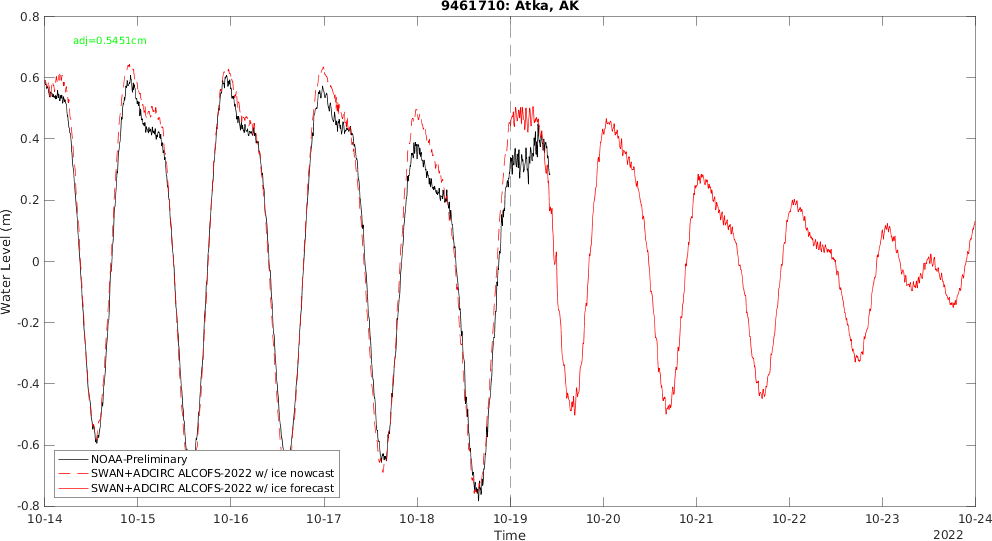 9461710: Atka, AK
adj=0.5451cm
Water Level (m)
0.8
0.6
0.4
0.2
0
-0.2
-0.4
-0.6
-0.8
NOAA-Preliminary
SWAN+ADCIRC ALCOFS-2022 w/ ice nowcast
SWAN+ADCIRC ALCOFS-2022 w/ ice forecast
10-14 10-15 10-16 10-17 10-18 10-19 10-20 10-21 10-22 10-23 10-24
Time
2022